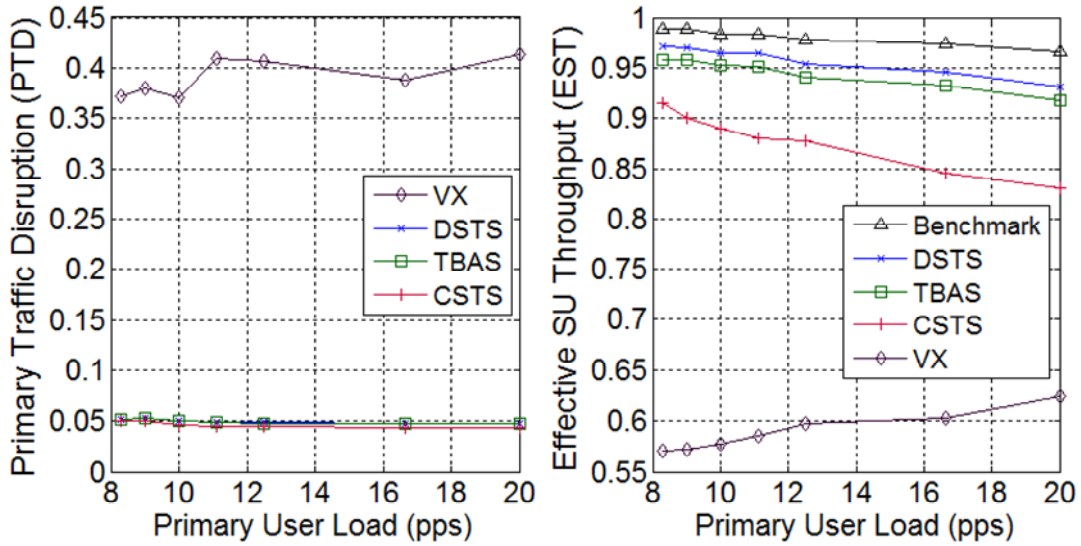 Primary Traffic Disruption (PTD)
0.45
0.4
0.35
0.3
0.25
0.2
0.15
0.1
0.05
0
8
10
12
14
16
18
20
Primary User Load (pps)
VX
DSTS
TBAS
CSTS
Effective SU Throughput (EST)
1
0.95
0.9
0.85
0.8
0.75
0.7
0.65
0.6
0.55
8
10
12
14
16
18
20
Primary User Load (pps)
Benchmark
DSTS
TBAS
CSTS
VX